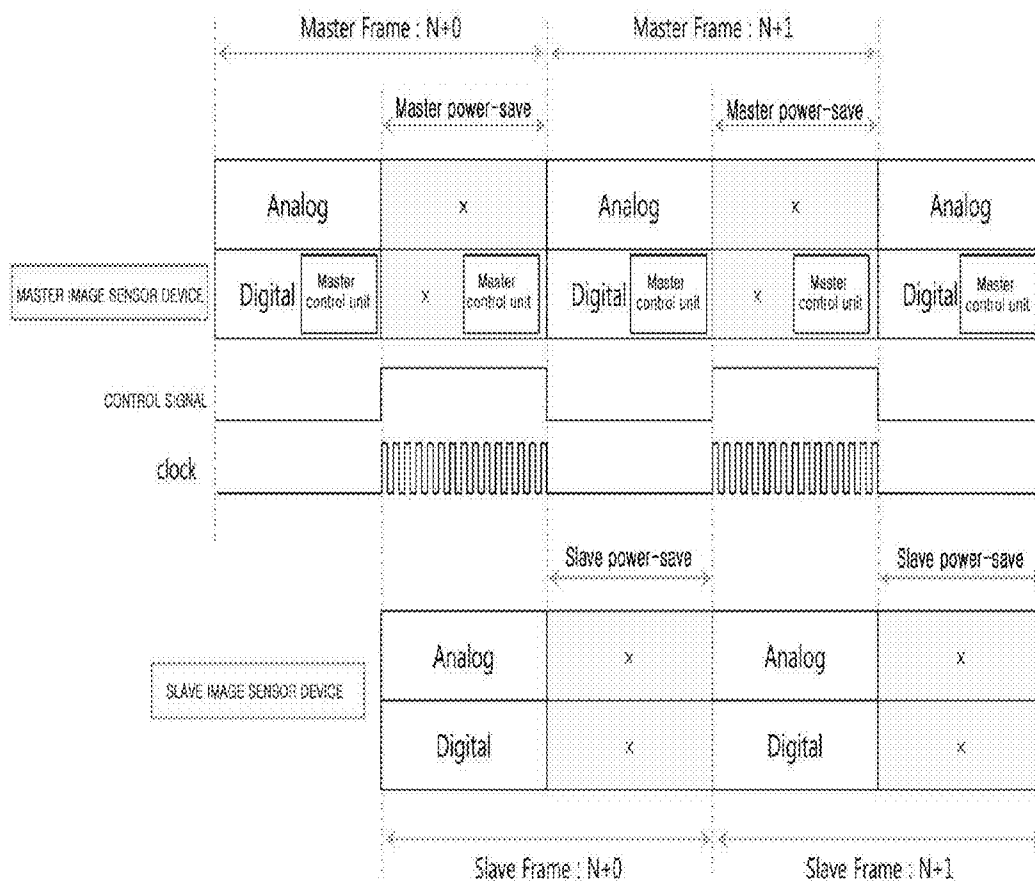 Master Frame : N+0
Master Frame : N+1
Master power-save
Master power-save
Analog
x
Analog
x
Analog
MASTER IMAGE SENSOR DEVICE
Digital
Master
control unit
x
Master
control unit
Digital
Master
control unit
x
Master
control unit
Digital
Master
control unit
CONTROL SIGNAL
clock
Slave power-save
Slave power-save
SLAVE IMAGE SENSOR DEVICE
Analog
x
Analog
x
Digital
x
Digital
x
Slave Frame : N+0
Slave Frame : N+1